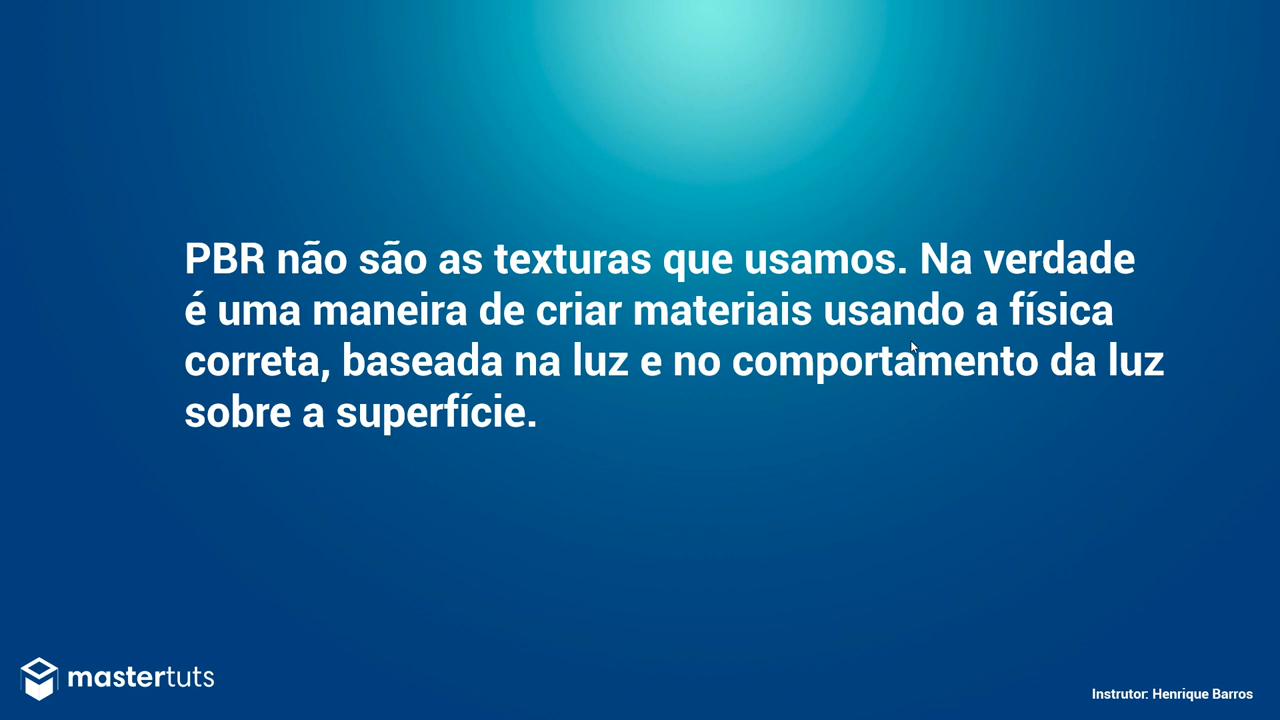 PBR não são as texturas que usamos. Na verdade
é uma maneira de criar materiais usando a física
correta, baseada na luz e no comportamento da luz
sobre a superfície.
mastertuts
Instrutor: Henrique Barros